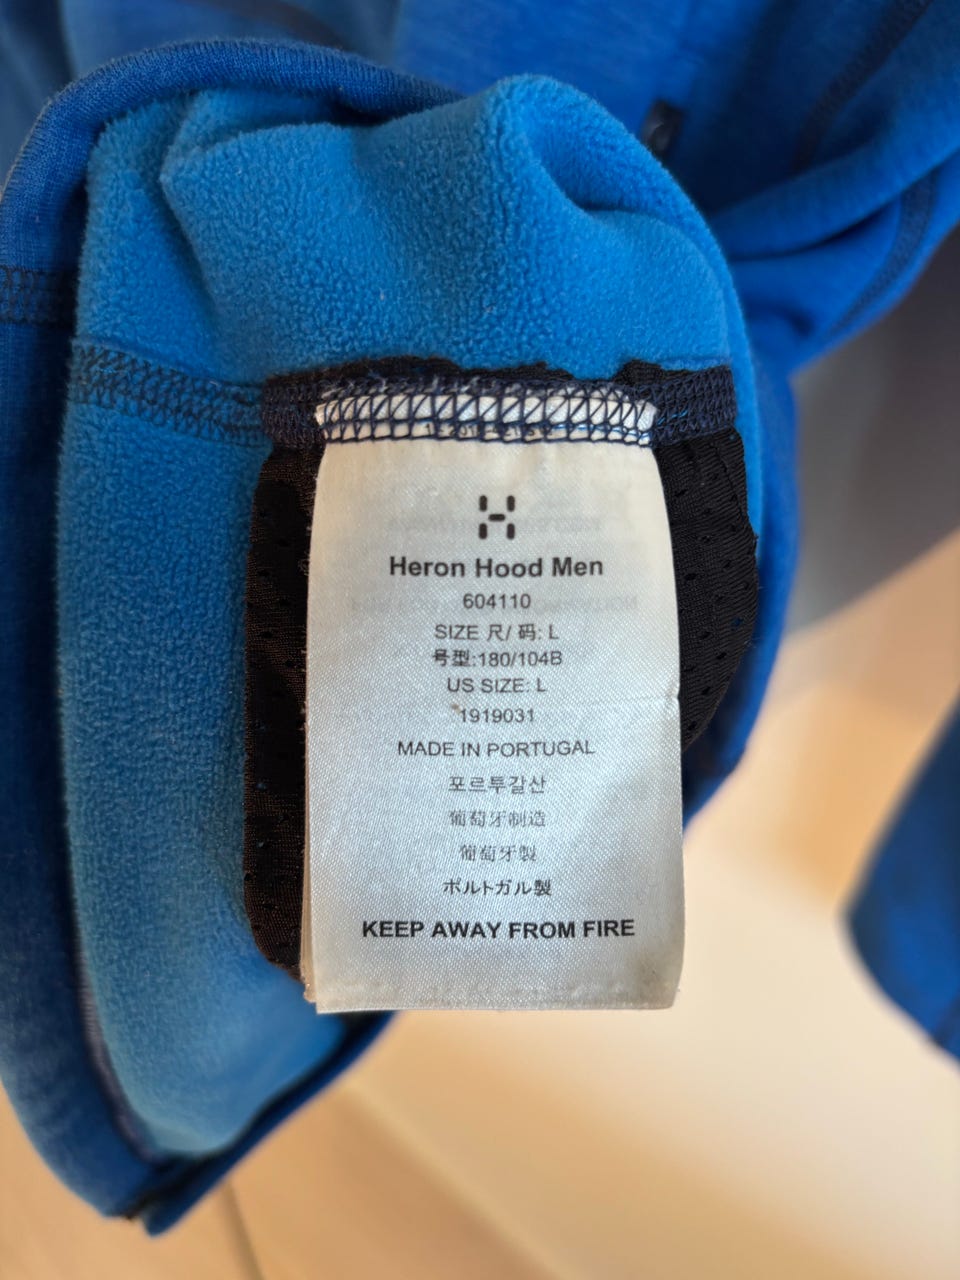 Heron Hood Men
604110
SIZE 尺/ 码: L
号型:180/104B
US SIZE: L
1919031
MADE IN PORTUGAL
포르투갈산
葡萄牙制造
葡萄牙製
ポルトガル製
KEEP AWAY FROM FIRE